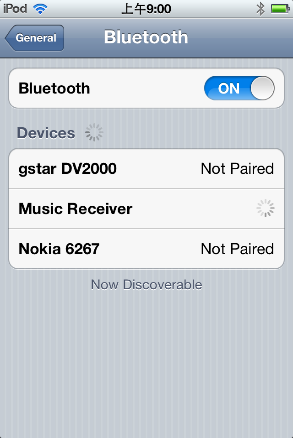 iPod 上午9:00
General Bluetooth
Bluetooth ON
Devices
gstar DV2000 Not Paired
Music Receiver
Nokia 6267 Not Paired
Now Discoverable